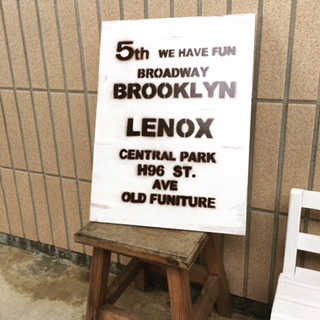 5th WE HAVE FUN
BROADWAY
BROOKLYN
LENOX
CENTRAL PARK
H96 ST.
AVE
OLD FUNITURE